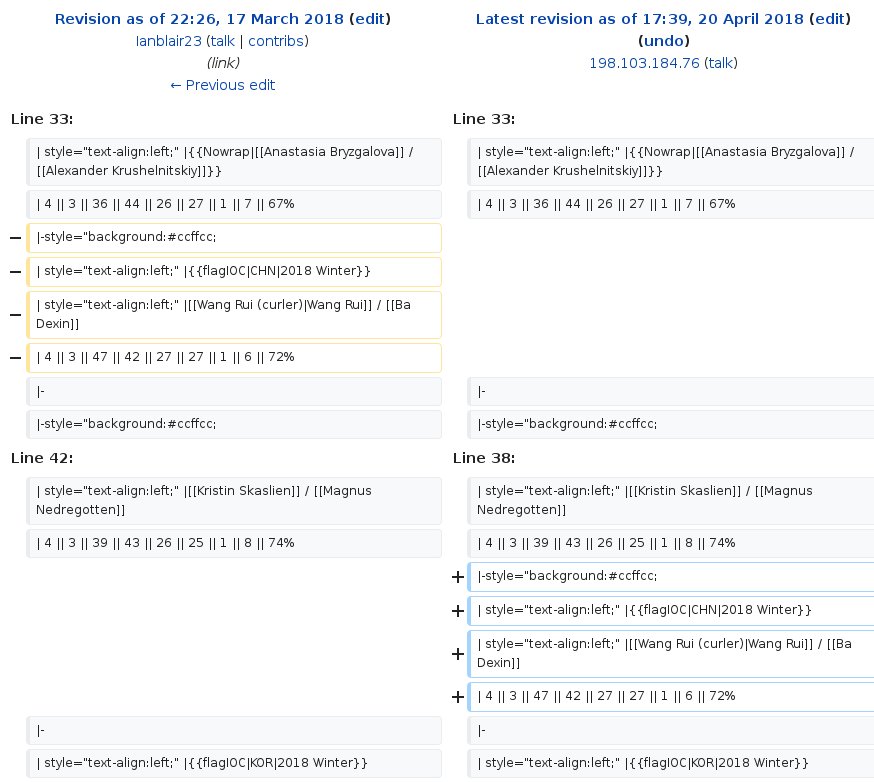 Revision as of 22:26, 17 March 2018 (edit)
Ianblair23 (talk | contribs)
(link)
← Previous edit
Latest revision as of 17:39, 20 April 2018 (edit)
(undo)
198.103.184.76 (talk)
Line 33:
Line 33:
| style="text-align:left;" |{{Nowrap|[[Anastasia Bryzgalova]] /
[[Alexander Krushelnitskiy]]}}
| style="text-align:left;" |{{Nowrap|[[Anastasia Bryzgalova]] /
[[Alexander Krushelnitskiy]]}}
| 4 || 3 || 36 || 44 || 26 || 27 || 1 || 7 || 67%
| 4 || 3 || 36 || 44 || 26 || 27 || 1 || 7 || 67%
− |-style="background:#ccffcc;
− | style="text-align:left;" |{{flagIOC|CHN|2018 Winter}}
− | style="text-align:left;" |[[Wang Rui (curler)|Wang Rui]] / [[Ba
Dexin]]
− | 4 || 3 || 47 || 42 || 27 || 27 || 1 || 6 || 72%
|-
|-
|-style="background:#ccffcc;
|-style="background:#ccffcc;
Line 42:
Line 38:
| style="text-align:left;" |[[Kristin Skaslien]] / [[Magnus
Nedregotten]]
| style="text-align:left;" |[[Kristin Skaslien]] / [[Magnus
Nedregotten]]
| 4 || 3 || 39 || 43 || 26 || 25 || 1 || 8 || 74%
| 4 || 3 || 39 || 43 || 26 || 25 || 1 || 8 || 74%
+ |-style="background:#ccffcc;
+ | style="text-align:left;" |{{flagIOC|CHN|2018 Winter}}
+ | style="text-align:left;" |[[Wang Rui (curler)|Wang Rui]] / [[Ba
Dexin]]
+ | 4 || 3 || 47 || 42 || 27 || 27 || 1 || 6 || 72%
|-
|-
| style="text-align:left;" |{{flagIOC|KOR|2018 Winter}}
| style="text-align:left;" |{{flagIOC|KOR|2018 Winter}}